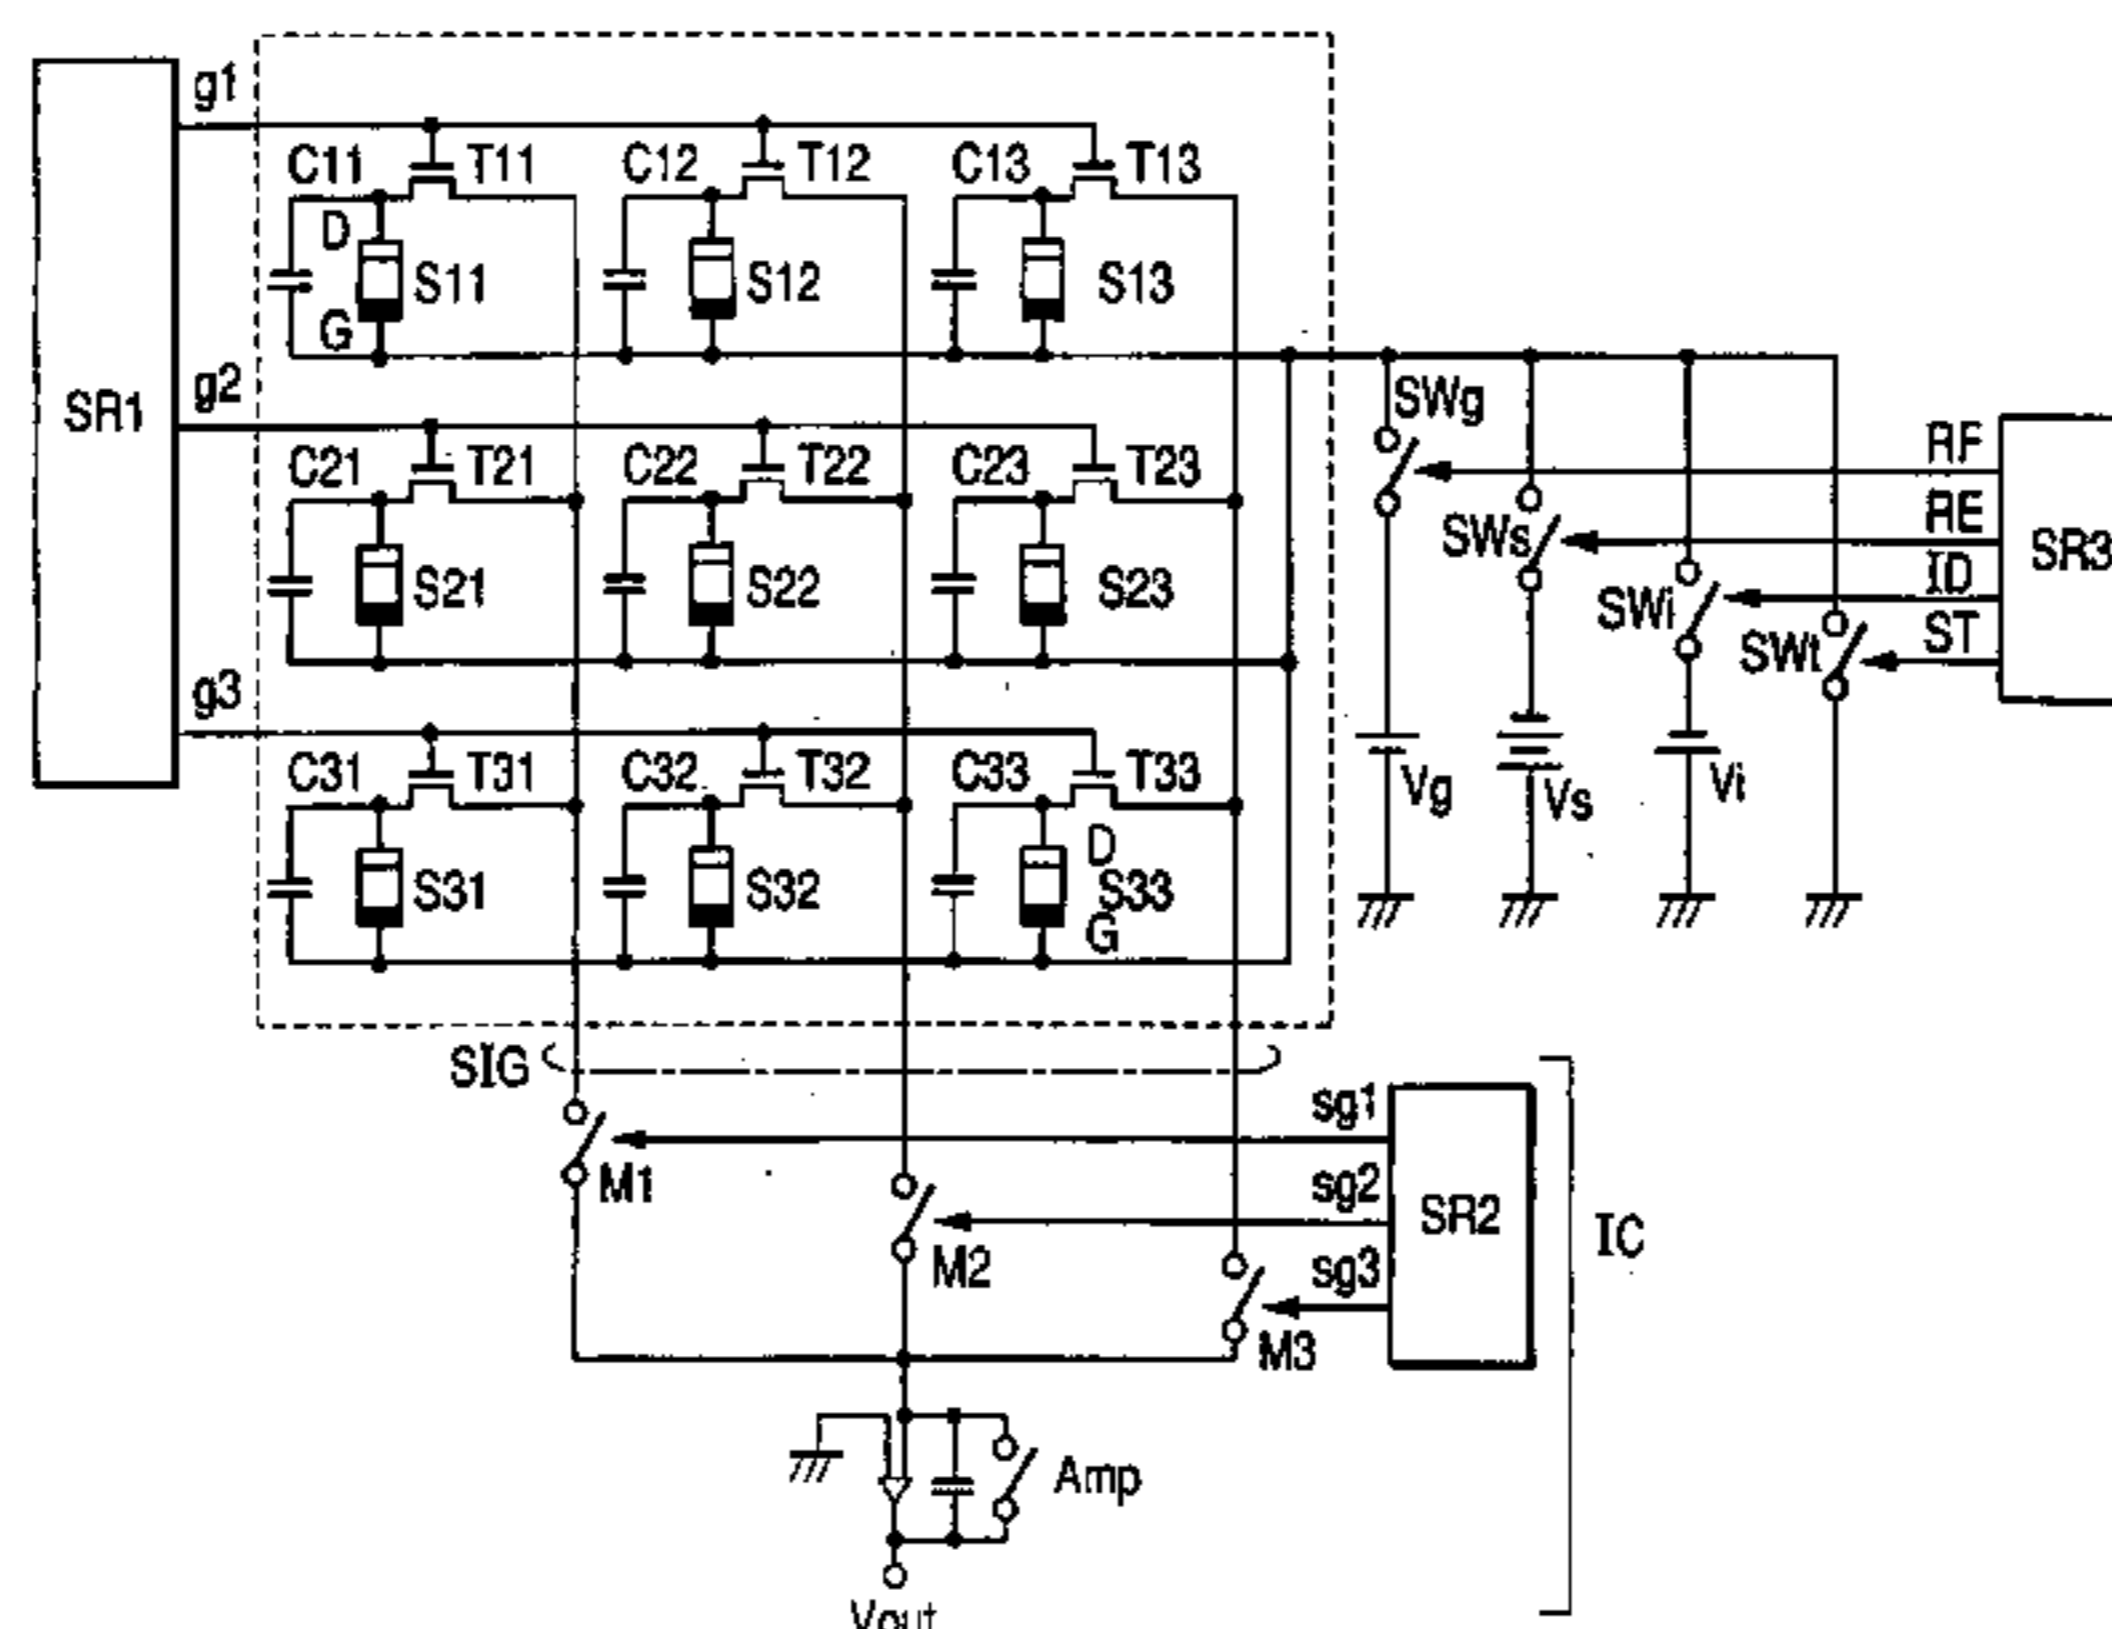 g1
C11 T11 C12 T12 C13 T13
D
S11 S12 S13
G
SR1
g2
SWg
RF
C21 T21 C22 T22 C23 T23
RE
SWs
SR3
ID
S21 S22 S23
SWi
ST
SWt
g3
C31 T31 C32 T32 C33 T33
Vg Vs Vi
D
S31 S32 S33
G
SIG
sg1
M1
sg2
SR2
IC
M2
sg3
M3
Amp
Vout